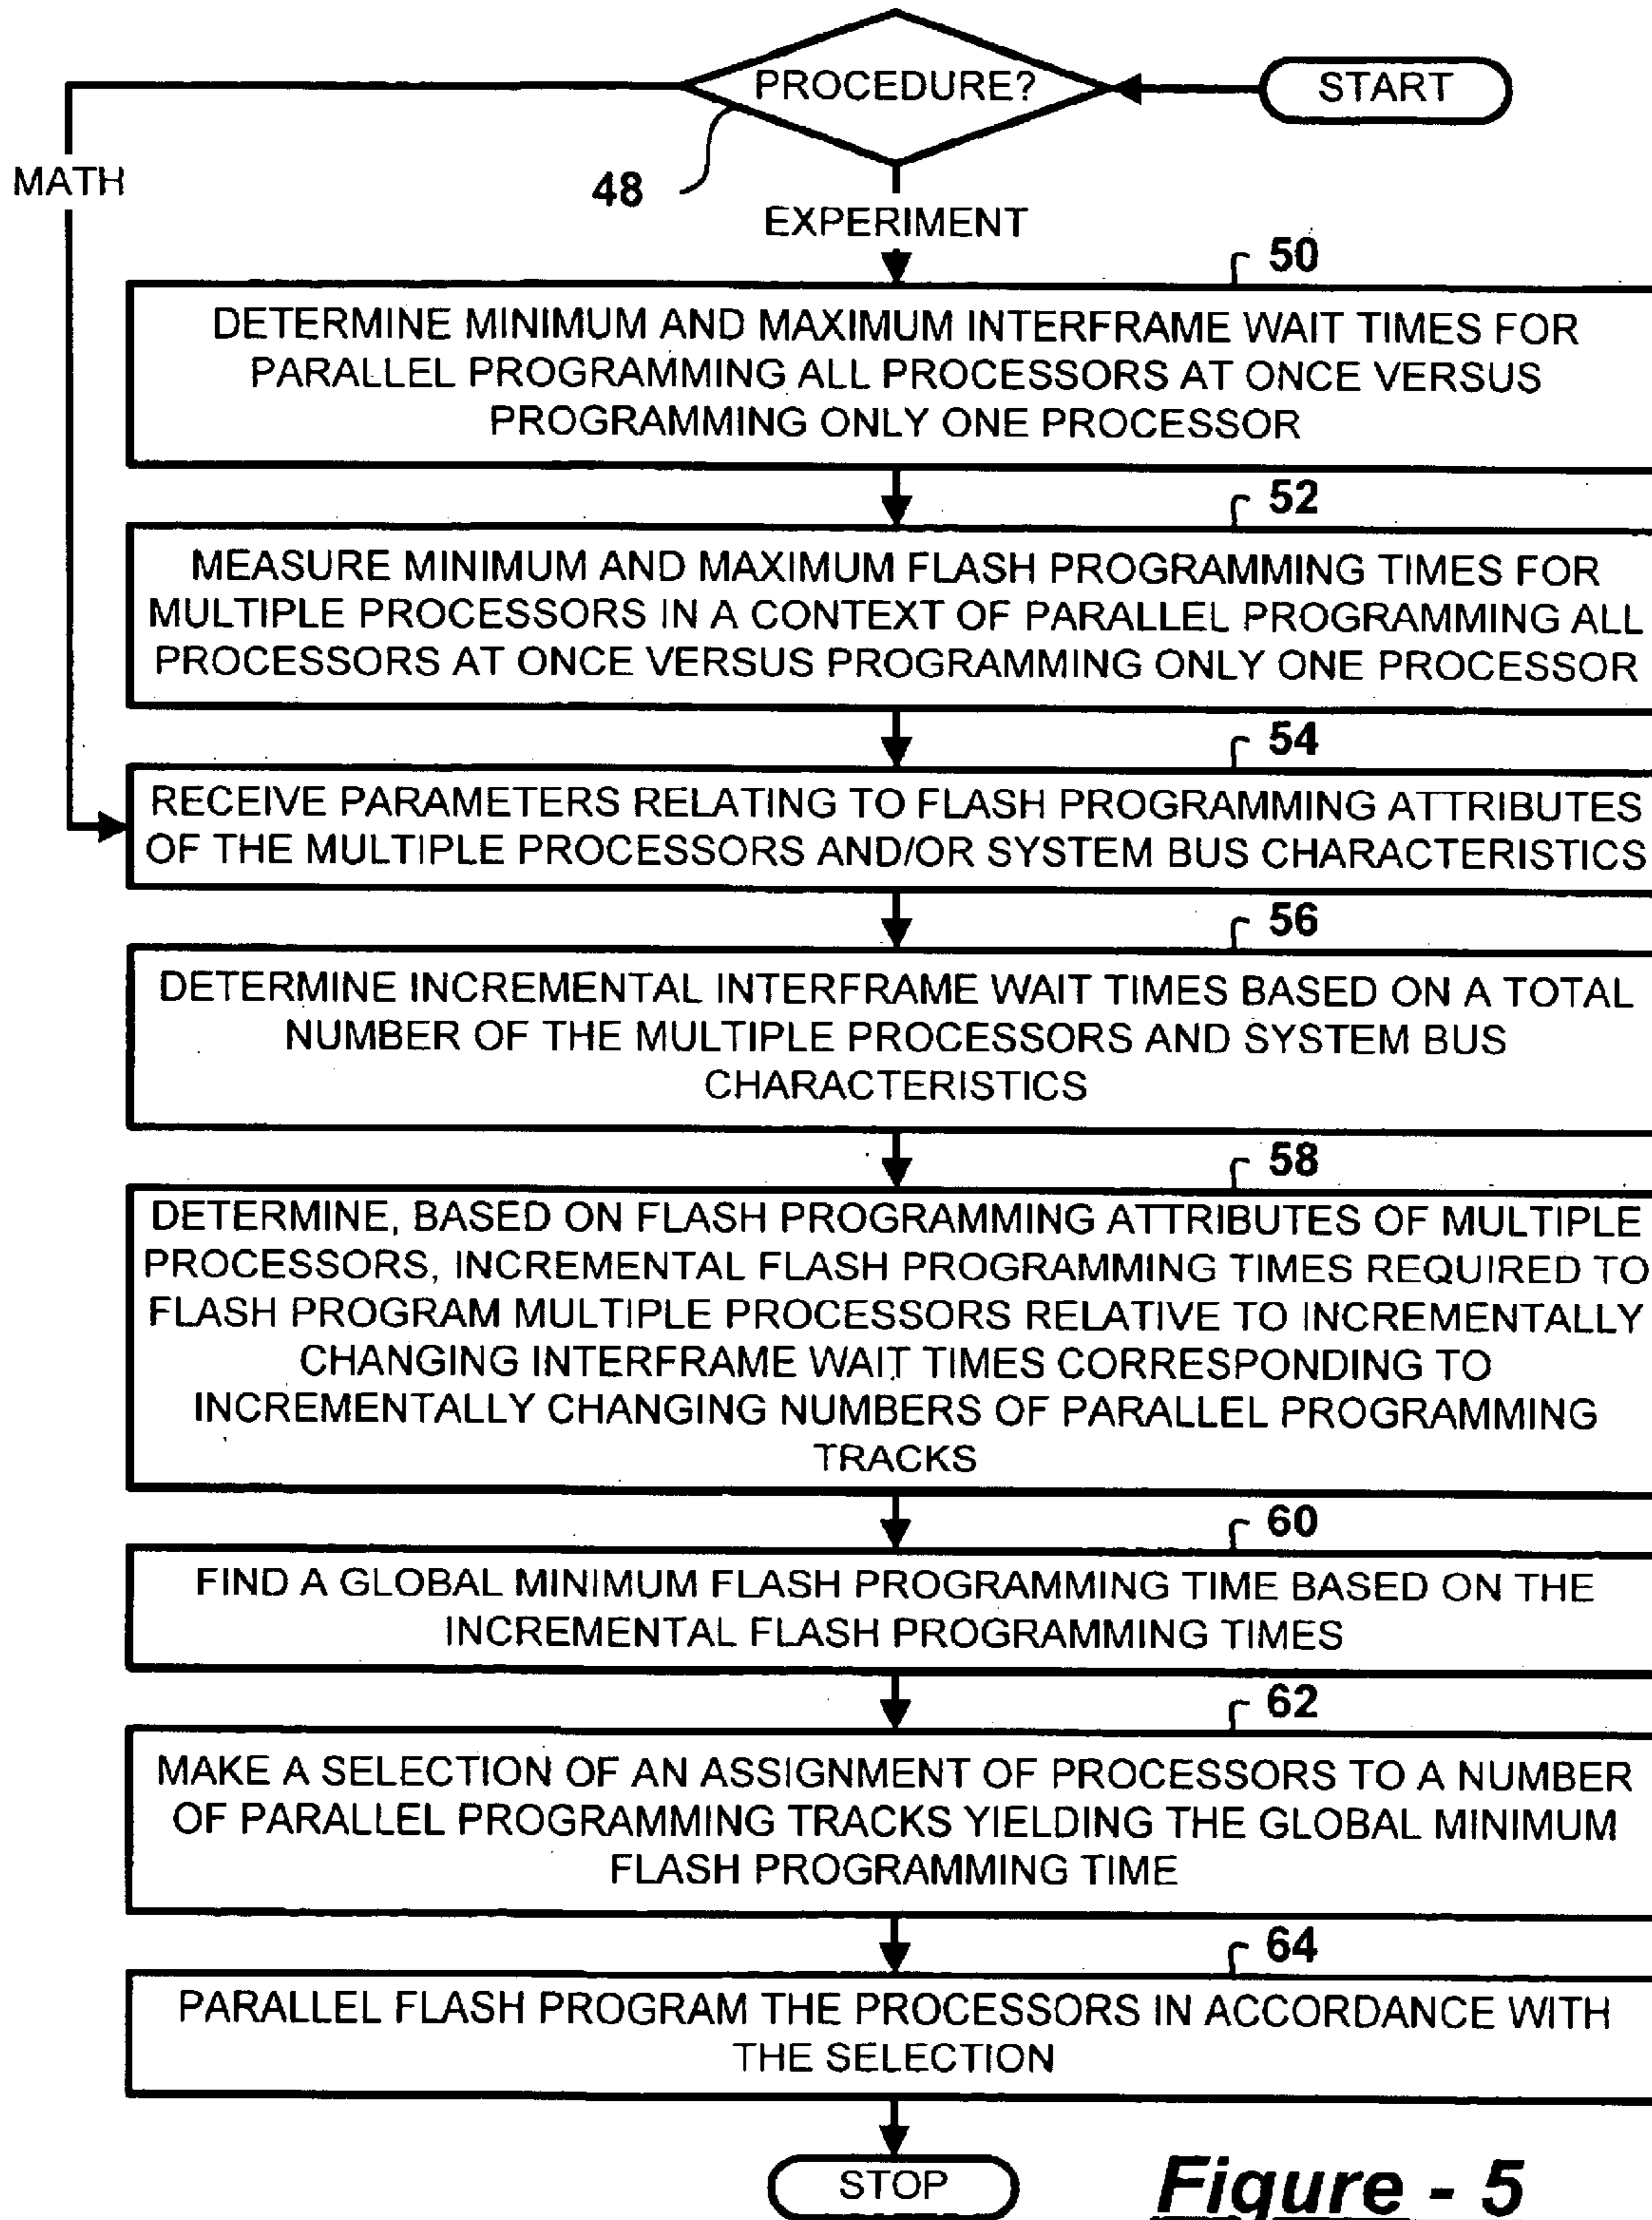 PROCEDURE?
START
MATH
48
EXPERIMENT
50
DETERMINE MINIMUM AND MAXIMUM INTERFRAME WAIT TIMES FOR
PARALLEL PROGRAMMING ALL PROCESSORS AT ONCE VERSUS
PROGRAMMING ONLY ONE PROCESSOR
52
MEASURE MINIMUM AND MAXIMUM FLASH PROGRAMMING TIMES FOR
MULTIPLE PROCESSORS IN A CONTEXT OF PARALLEL PROGRAMMING ALL
PROCESSORS AT ONCE VERSUS PROGRAMMING ONLY ONE PROCESSOR
54
RECEIVE PARAMETERS RELATING TO FLASH PROGRAMMING ATTRIBUTES
OF THE MULTIPLE PROCESSORS AND/OR SYSTEM BUS CHARACTERISTICS
56
DETERMINE INCREMENTAL INTERFRAME WAIT TIMES BASED ON A TOTAL
NUMBER OF THE MULTIPLE PROCESSORS AND SYSTEM BUS
CHARACTERISTICS
58
DETERMINE, BASED ON FLASH PROGRAMMING ATTRIBUTES OF MULTIPLE
PROCESSORS, INCREMENTAL FLASH PROGRAMMING TIMES REQUIRED TO
FLASH PROGRAM MULTIPLE PROCESSORS RELATIVE TO INCREMENTALLY
CHANGING INTERFRAME WAIT TIMES CORRESPONDING TO
INCREMENTALLY CHANGING NUMBERS OF PARALLEL PROGRAMMING
TRACKS
60
FIND A GLOBAL MINIMUM FLASH PROGRAMMING TIME BASED ON THE
INCREMENTAL FLASH PROGRAMMING TIMES
62
MAKE A SELECTION OF AN ASSIGNMENT OF PROCESSORS TO A NUMBER
OF PARALLEL PROGRAMMING TRACKS YIELDING THE GLOBAL MINIMUM
FLASH PROGRAMMING TIME
64
PARALLEL FLASH PROGRAM THE PROCESSORS IN ACCORDANCE WITH
THE SELECTION
STOP
Figure - 5